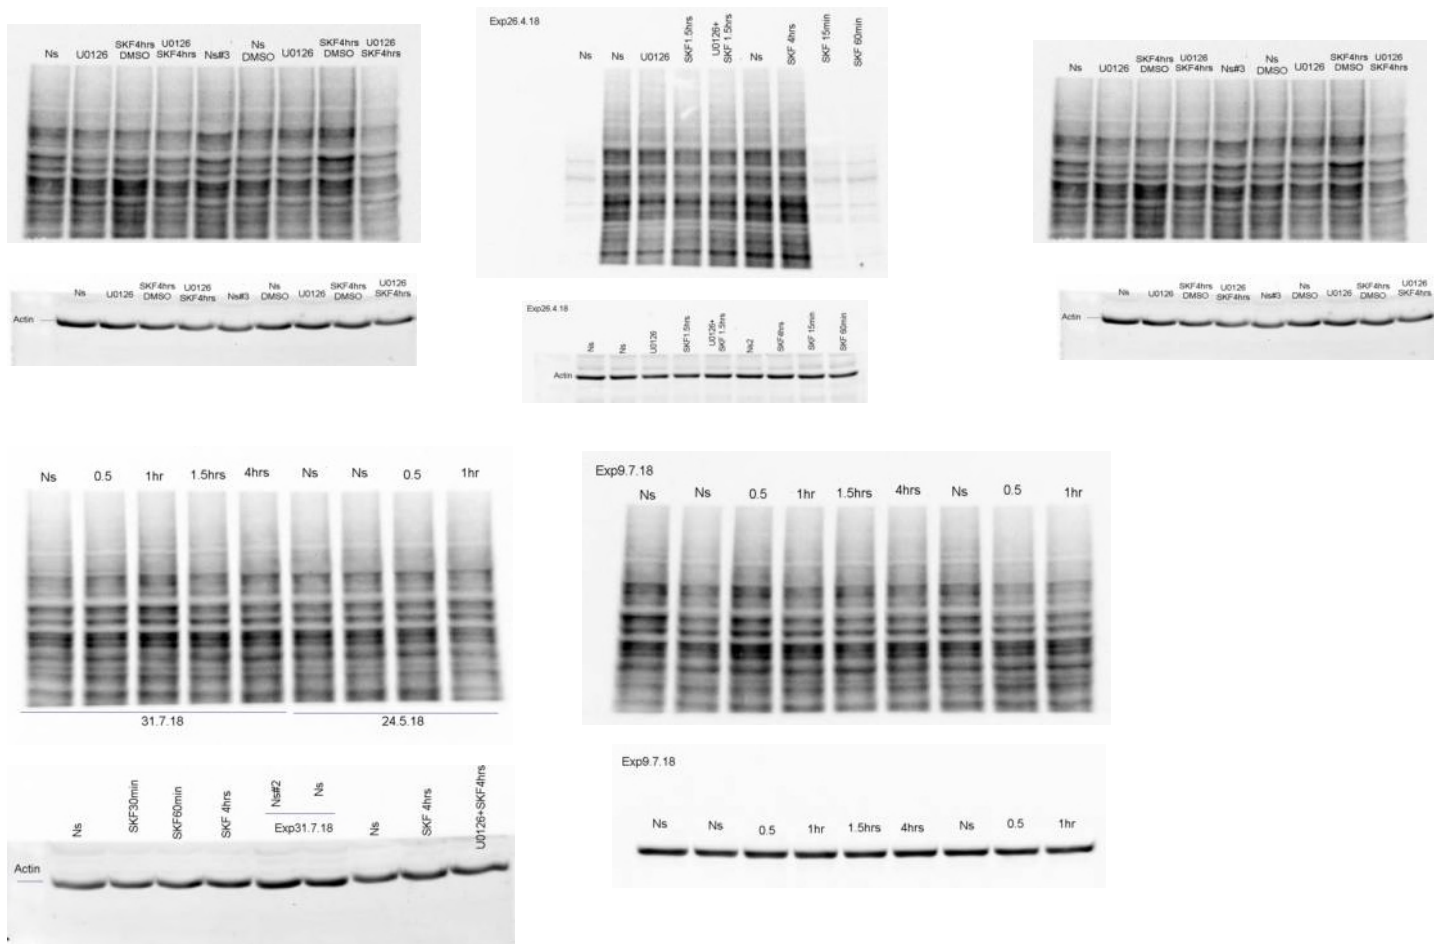 Ns U0126 SKF4hrs DMSO U0126 SKF4hrs Ns#3 Ns DMSO U0126 SKF4hrs DMSO U0126 SKF4hrs
Exp26.4.18
Ns Ns U0126 SKF1.5hrs U0126+ SKF 1.5hrs Ns SKF 4hrs SKF 15min SKF 60min
Ns U0126 SKF4hrs DMSO U0126 SKF4hrs Ns#3 Ns DMSO U0126 SKF4hrs DMSO U0126 SKF4hrs
Ns U0126 SKF4hrs DMSO U0126 SKF4hrs Ns#3 Ns DMSO U0126 SKF4hrs DMSO U0126 SKF4hrs
Actin
Exp26.4.18
Ns Ns U0126 SKF1.5hrs U0126+ SKF 1.5hrs Ns2 SKF4hrs SKF 15min SKF 60min
Actin
Ns U0126 SKF4hrs DMSO U0126 SKF4hrs Ns#3 Ns DMSO U0126 SKF4hrs DMSO U0126 SKF4hrs
Actin
Ns 0.5 1hr 1.5hrs 4hrs Ns Ns 0.5 1hr
31.7.18 24.5.18
Exp9.7.18
Ns Ns 0.5 1hr 1.5hrs 4hrs Ns 0.5 1hr
Ns SKF30min SKF60min SKF 4hrs Ns#2 Ns Ns SKF 4hrs U0126+SKF4hrs
Exp31.7.18
Actin
Exp9.7.18
Ns Ns 0.5 1hr 1.5hrs 4hrs Ns 0.5 1hr